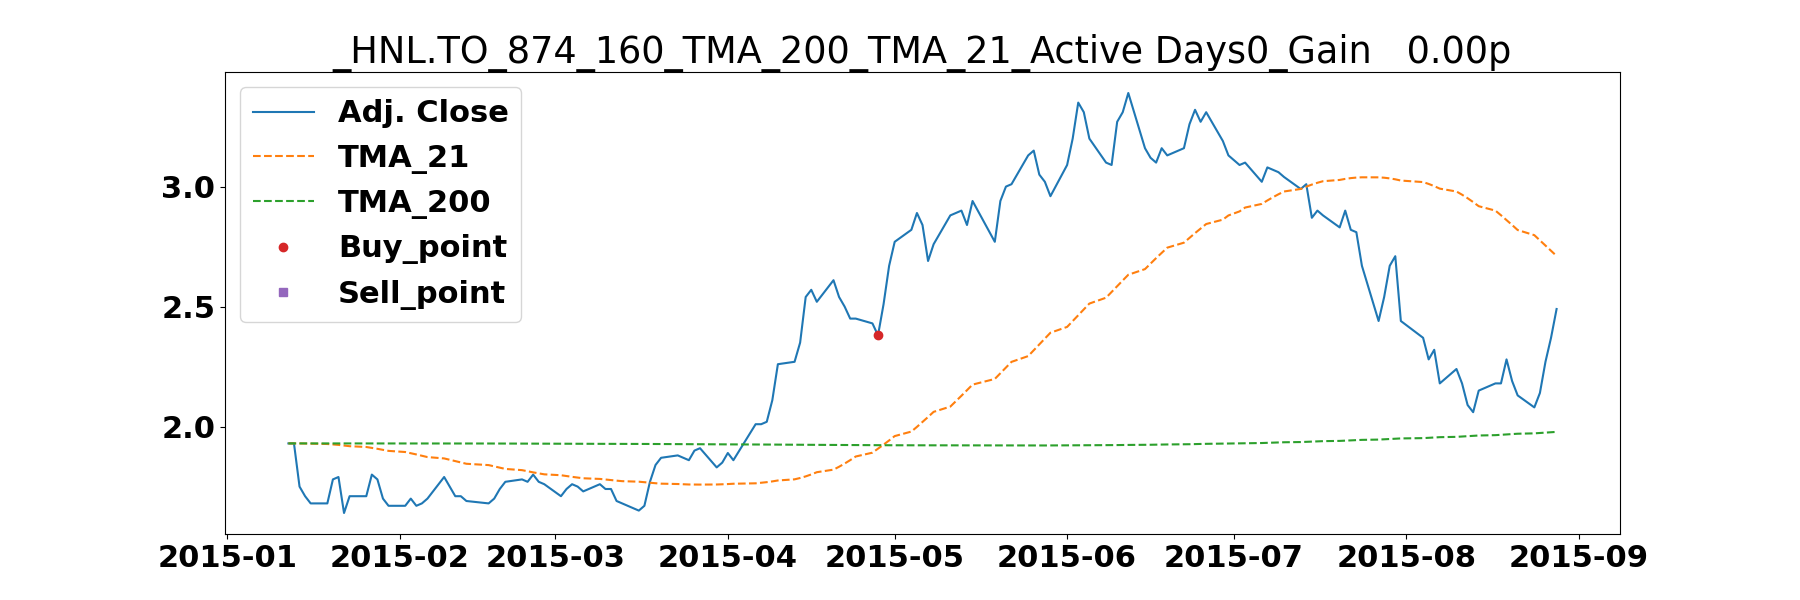 _HNL.TO_874_160_TMA_200_TMA_21_Active Days0_Gain   0.00p
Adj. Close
TMA_21
TMA_200
Buy_point
Sell_point
3.0
2.5
2.0
2015-01 2015-02 2015-03 2015-04 2015-05 2015-06 2015-07 2015-08 2015-09